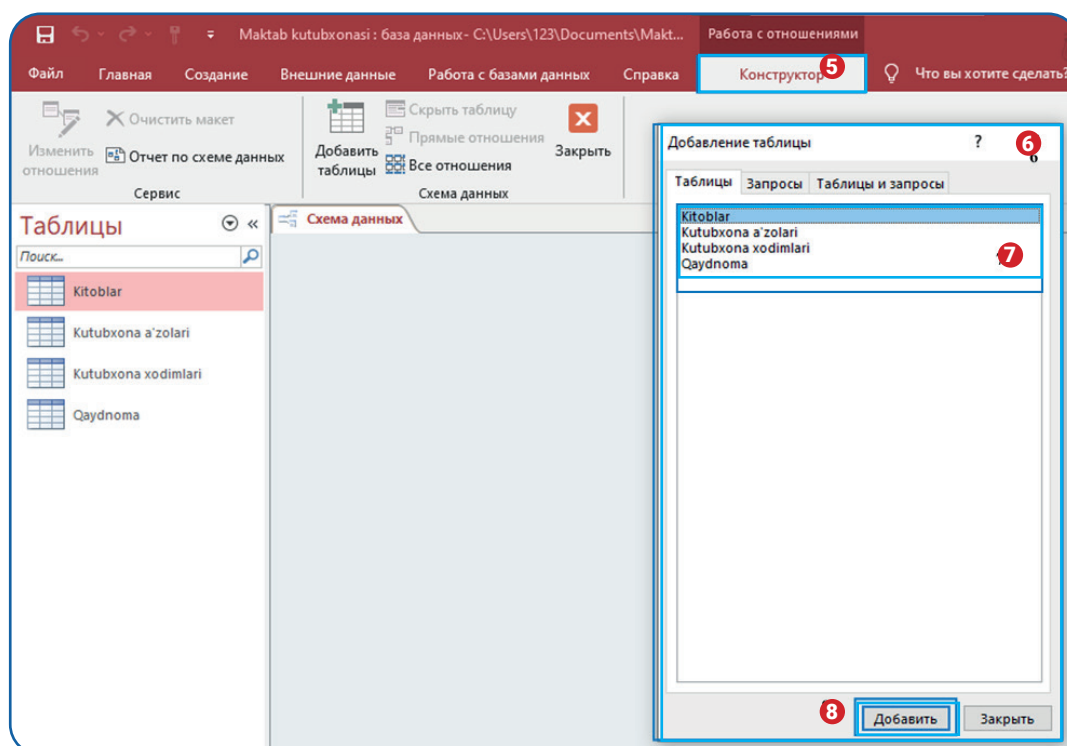 Maktab kutubxonasi : база данных- C:\Users\123\Documents\Makt...
Работа с отношениями
Файл Главная Создание Внешние данные Работа с базами данных Справка Конструктор 5 Что вы хотите сделать?
Изменить отношения
Очистить макет
Отчет по схеме данных
Сервис
Добавить таблицы
Скрыть таблицу
Прямые отношения
Все отношения
Закрыть
Схема данных
Таблицы
Поиск...
Kitoblar
Kutubxona a'zolari
Kutubxona xodimlari
Qaydnoma
Схема данных
Добавление таблицы ? 6
Таблицы Запросы Таблицы и запросы
Kitoblar
Kutubxona a'zolari
Kutubxona xodimlari
Qaydnoma
7
8 Добавить Закрыть